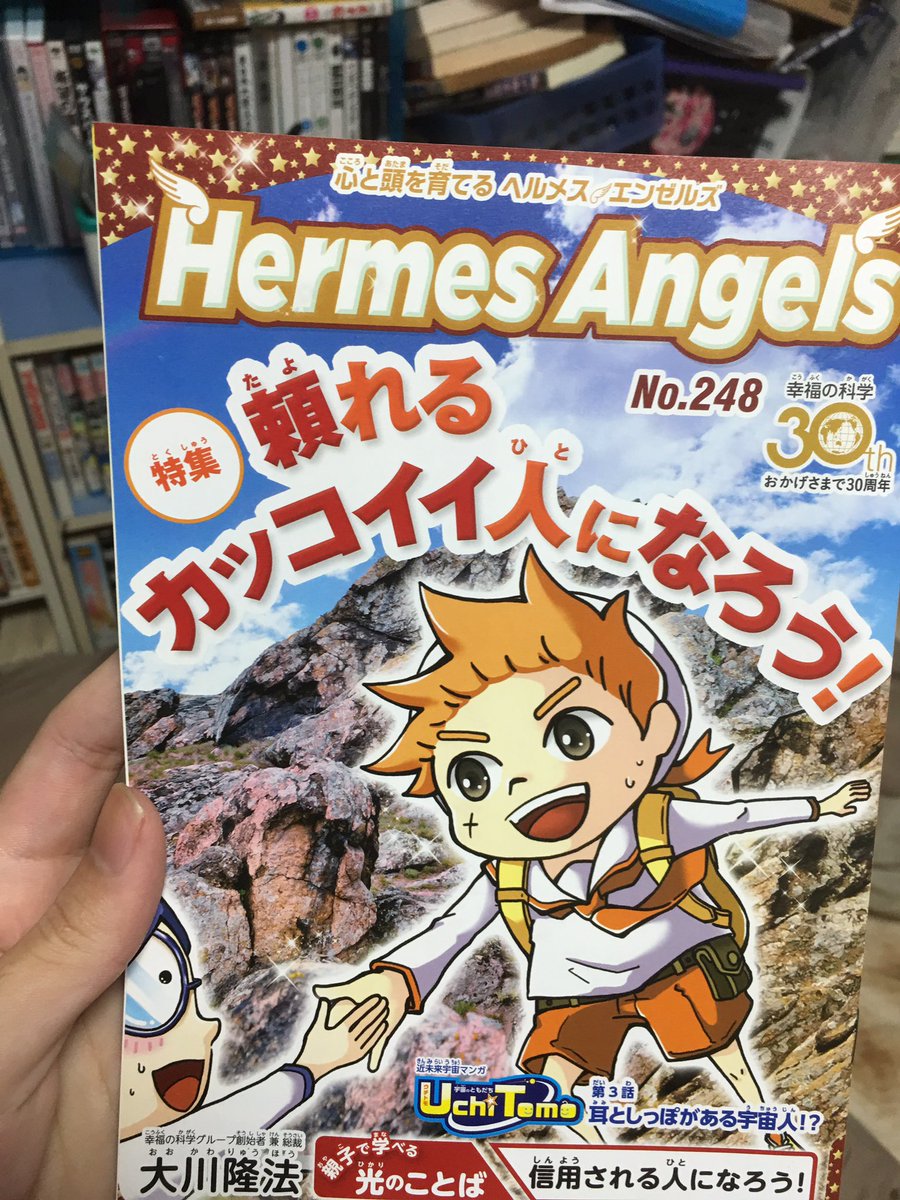 心と頭を育てる ヘルメス エンゼルズ
Hermes Angels
No.248
幸福の科学
30th
おかげさまで30周年
特集
頼れる
カッコイイ人になろう!
近未来宇宙マンガ
宇宙のともだち
UchiTomo
第3話
耳としっぽがある宇宙人!?
幸福の科学グループ創始者 兼 総裁
大川隆法
親子で学べる
光のことば
信用される人になろう!